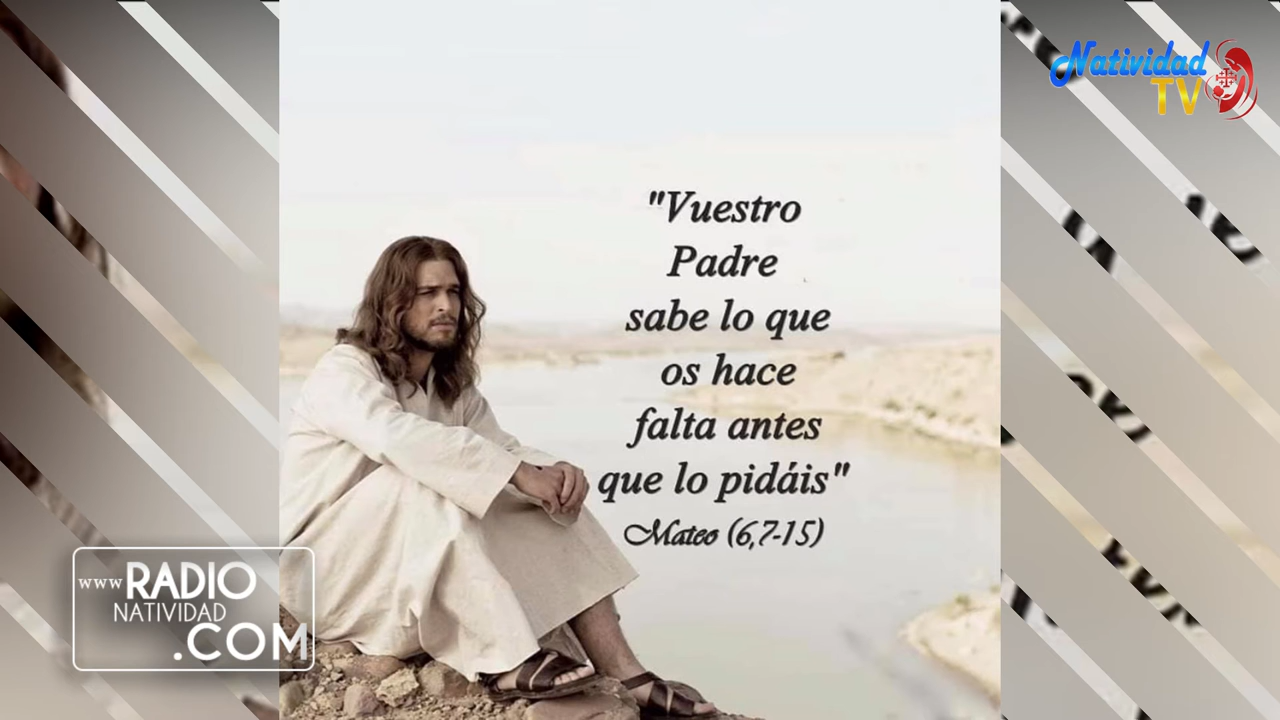 Natividad
TV
"Vuestro
Padre
sabe lo que
os hace
falta antes
que lo pidáis"
Mateo (6,7-15)
www RADIO
NATIVIDAD
.COM